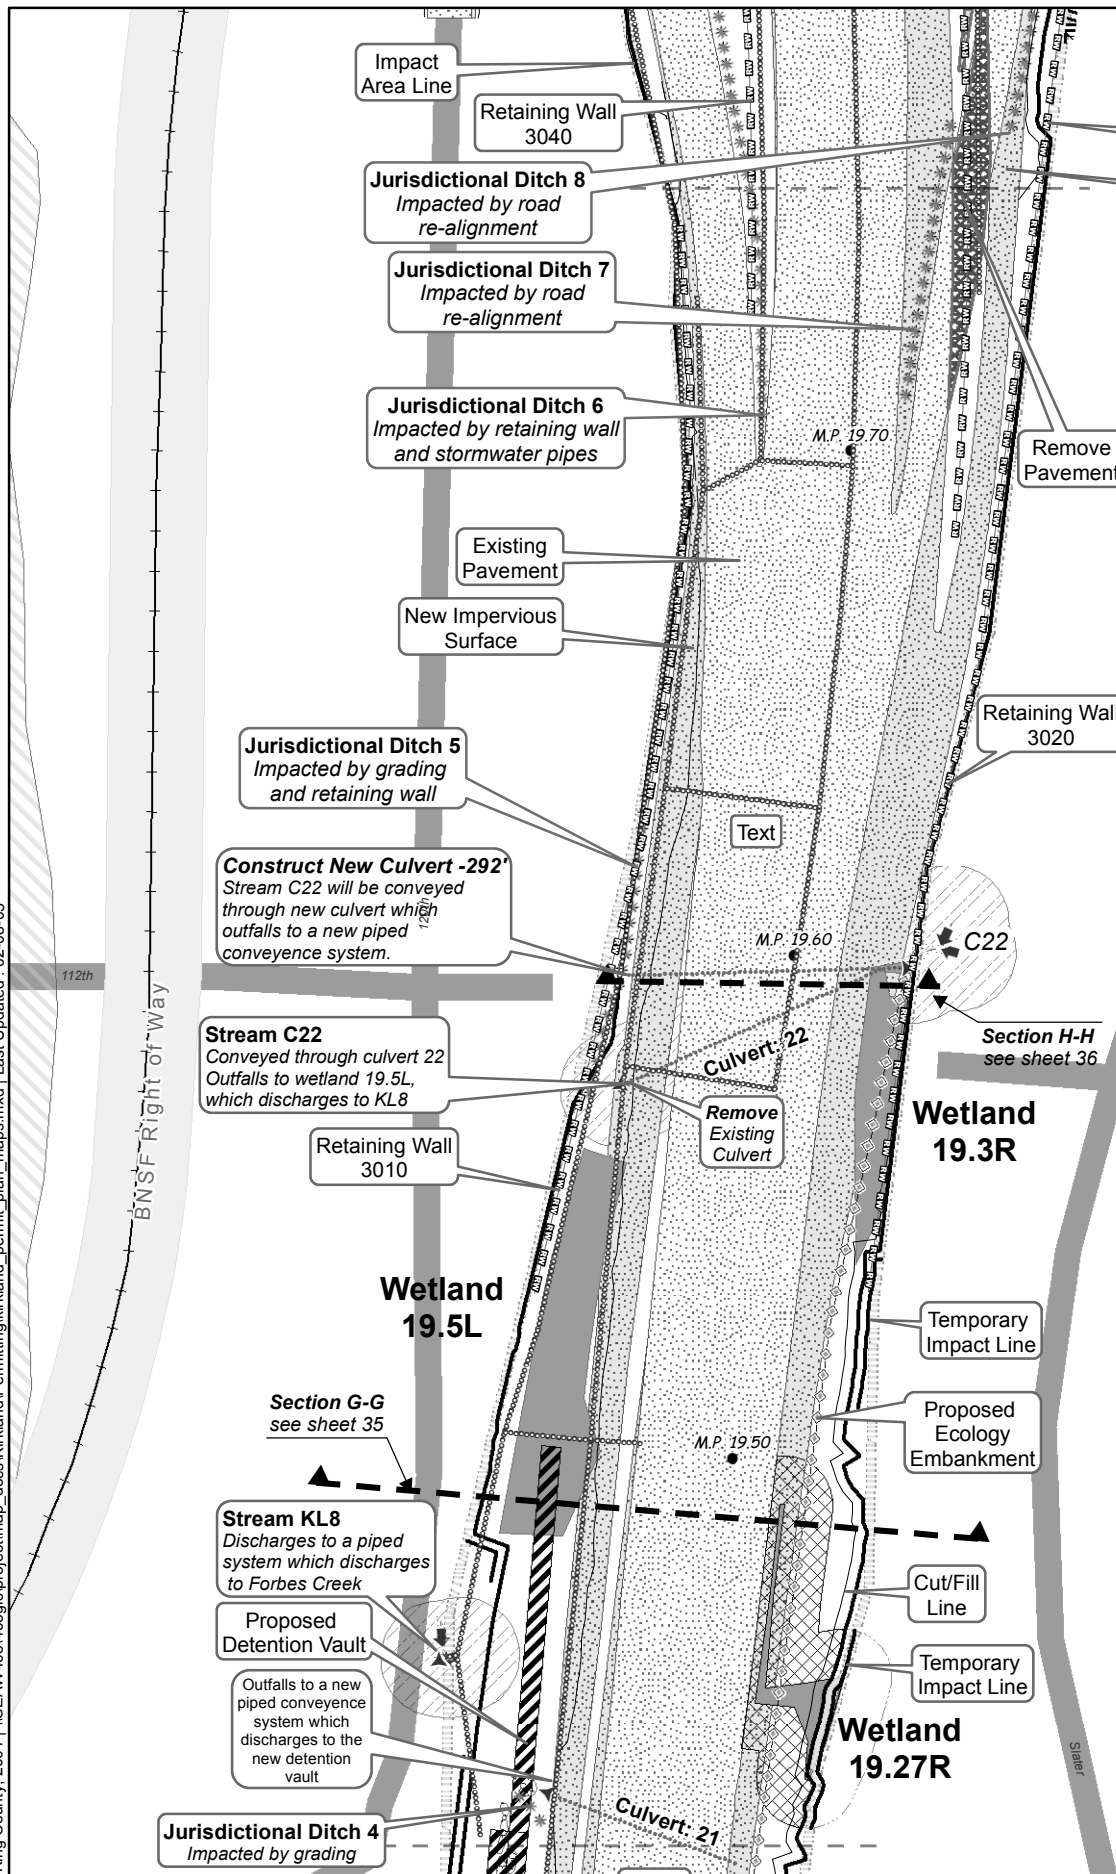 Impact
Area Line
Retaining Wall
3040
Jurisdictional Ditch 8
Impacted by road
re-alignment
Jurisdictional Ditch 7
Impacted by road
re-alignment
Jurisdictional Ditch 6
Impacted by retaining wall
and stormwater pipes
M.P. 19.70
Remove
Pavement
Existing
Pavement
New Impervious
Surface
Retaining Wall
3020
Jurisdictional Ditch 5
Impacted by grading
and retaining wall
Text
Construct New Culvert -292'
Stream C22 will be conveyed
through new culvert which
outfalls to a new piped
conveyence system.
M.P. 19.60
C22
112th
BNSF Right of Way
Stream C22
Conveyed through culvert 22
Outfalls to wetland 19.5L,
which discharges to KL8
Culvert: 22
Section H-H
see sheet 36
Remove
Existing
Culvert
Wetland
19.3R
Retaining Wall
3010
Wetland
19.5L
Temporary
Impact Line
Section G-G
see sheet 35
Proposed
Ecology
Embankment
M.P. 19.50
Stream KL8
Discharges to a piped
system which discharges
to Forbes Creek
Cut/Fill
Line
Proposed
Detention Vault
Temporary
Impact Line
Outfalls to a new
piped conveyence
system which
discharges to the
new detention
vault
Wetland
19.27R
Slater
Culvert: 21
Jurisdictional Ditch 4
Impacted by grading